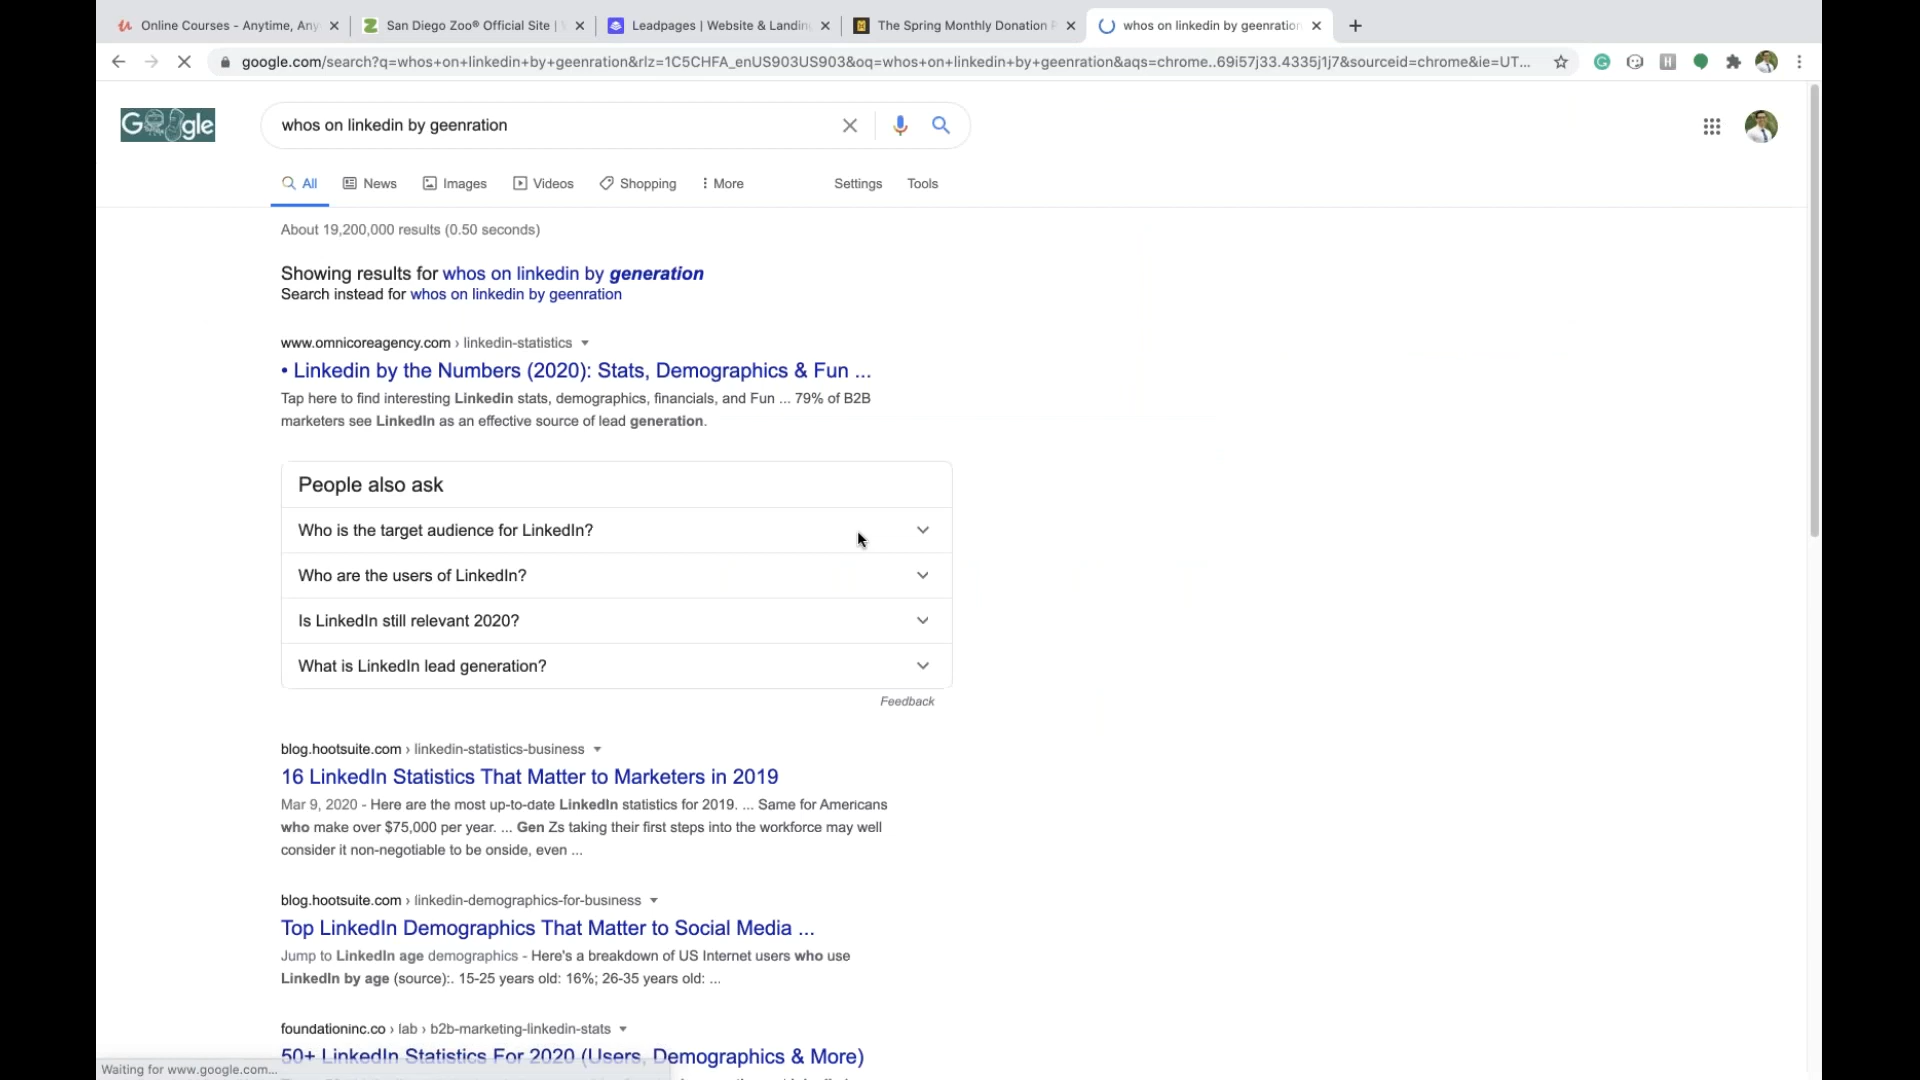 Online Courses - Anytime, Any
San Diego Zoo® Official Site |
Leadpages | Website & Landin
The Spring Monthly Donation
whos on linkedin by geenration
google.com/search?q=whos+on+linkedin+by+geenration&rlz=1C5CHFA_enUS903US903&oq=whos+on+linkedin+by+geenration&aqs=chrome..69i57j33.4335j1j7&sourceid=chrome&ie=UT...
Google
whos on linkedin by geenration
All News Images Videos Shopping More Settings Tools
About 19,200,000 results (0.50 seconds)
Showing results for whos on linkedin by generation
Search instead for whos on linkedin by geenration
www.omnicoreagency.com › linkedin-statistics
• Linkedin by the Numbers (2020): Stats, Demographics & Fun ...
Tap here to find interesting Linkedin stats, demographics, financials, and Fun ... 79% of B2B
marketers see LinkedIn as an effective source of lead generation.
People also ask
Who is the target audience for LinkedIn?
Who are the users of LinkedIn?
Is LinkedIn still relevant 2020?
What is LinkedIn lead generation?
Feedback
blog.hootsuite.com › linkedin-statistics-business
16 LinkedIn Statistics That Matter to Marketers in 2019
Mar 9, 2020 - Here are the most up-to-date LinkedIn statistics for 2019. ... Same for Americans
who make over $75,000 per year. ... Gen Zs taking their first steps into the workforce may well
consider it non-negotiable to be onside, even ...
blog.hootsuite.com › linkedin-demographics-for-business
Top LinkedIn Demographics That Matter to Social Media ...
Jump to LinkedIn age demographics - Here's a breakdown of US Internet users who use
LinkedIn by age (source):. 15-25 years old: 16%; 26-35 years old: ...
foundationinc.co › lab › b2b-marketing-linkedin-stats
50+ LinkedIn Statistics For 2020 (Users, Demographics & More)
Waiting for www.google.com...